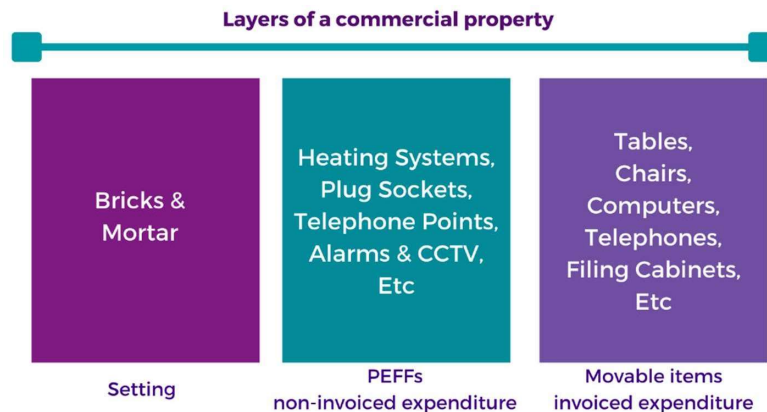 Layers of a commercial property
Bricks &
Mortar
Heating Systems,
Plug Sockets,
Telephone Points,
Alarms & CCTV,
Etc
Tables,
Chairs,
Computers,
Telephones,
Filing Cabinets,
Etc
Setting
PEFFs
non-invoiced expenditure
Movable items
invoiced expenditure